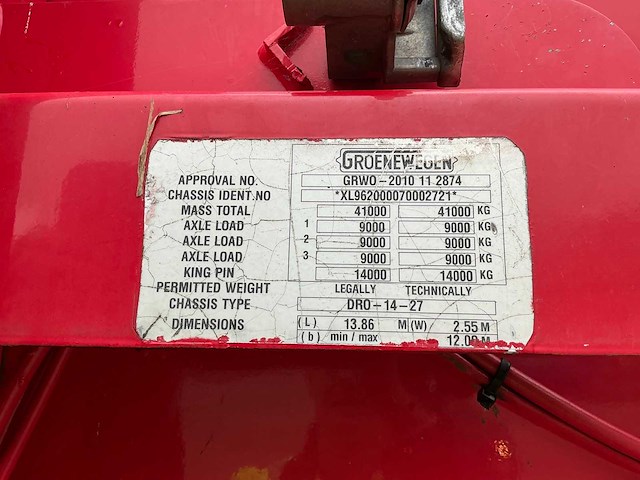 GROENEWEGEN
APPROVAL NO. GRWO-2010 11 2874
CHASSIS IDENT.NO *XL962000070002721*
MASS TOTAL 41000 41000 KG
AXLE LOAD 1 9000 9000 KG
AXLE LOAD 2 9000 9000 KG
AXLE LOAD 3 9000 9000 KG
KING PIN 14000 14000 KG
PERMITTED WEIGHT LEGALLY TECHNICALLY
CHASSIS TYPE DRO-14-27
DIMENSIONS (L) 13.86 M (W) 2.55 M
(b) min / max 12.00 M